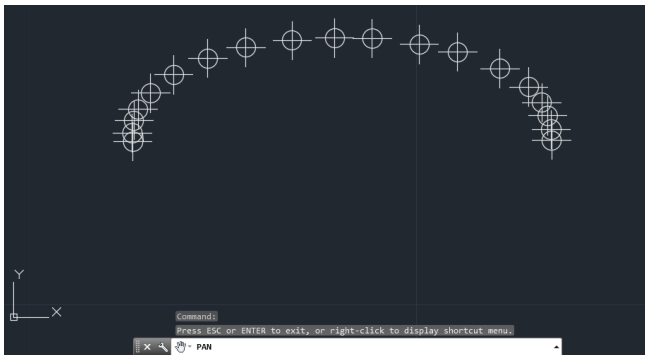 Y
X
Command:
Press ESC or ENTER to exit, or right-click to display shortcut menu.
PAN